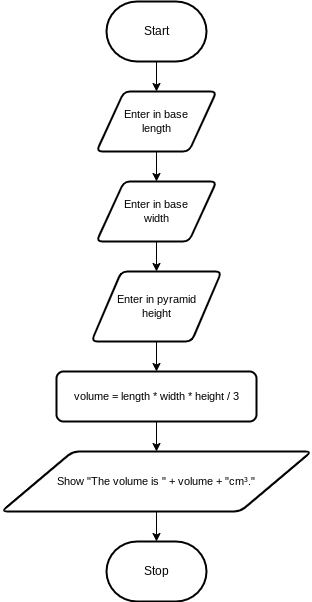 Start
Enter in base
length
Enter in base
width
Enter in pyramid
height
volume = length * width * height / 3
Show "The volume is " + volume + "cm³."
Stop